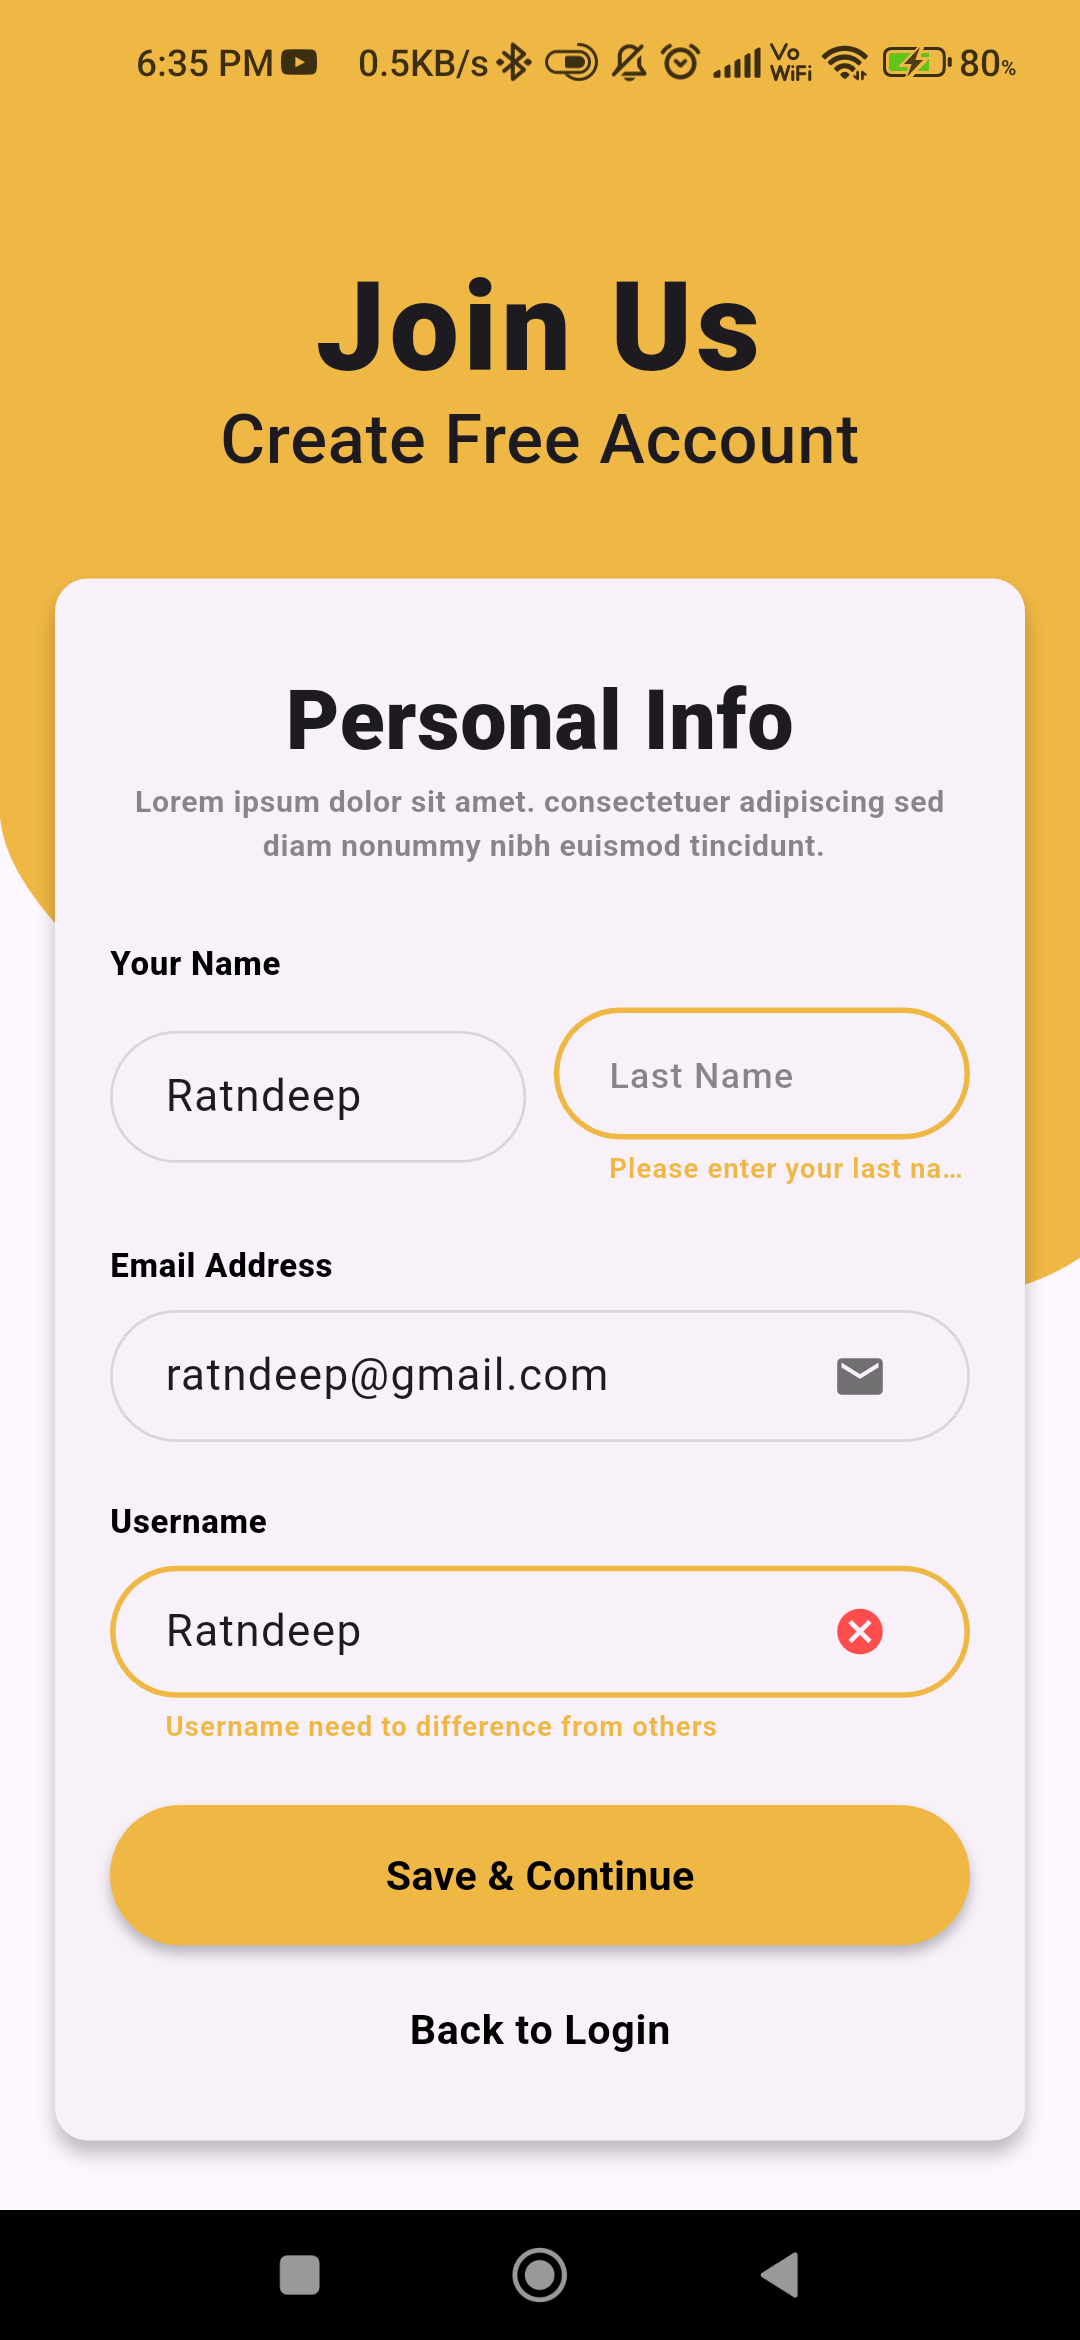 6:35 PM 0.5KB/s Vo WiFi 80%
Join Us
Create Free Account
Personal Info
Lorem ipsum dolor sit amet. consectetuer adipiscing sed
diam nonummy nibh euismod tincidunt.
Your Name
Ratndeep Last Name
Please enter your last na...
Email Address
ratndeep@gmail.com
Username
Ratndeep
Username need to difference from others
Save & Continue
Back to Login